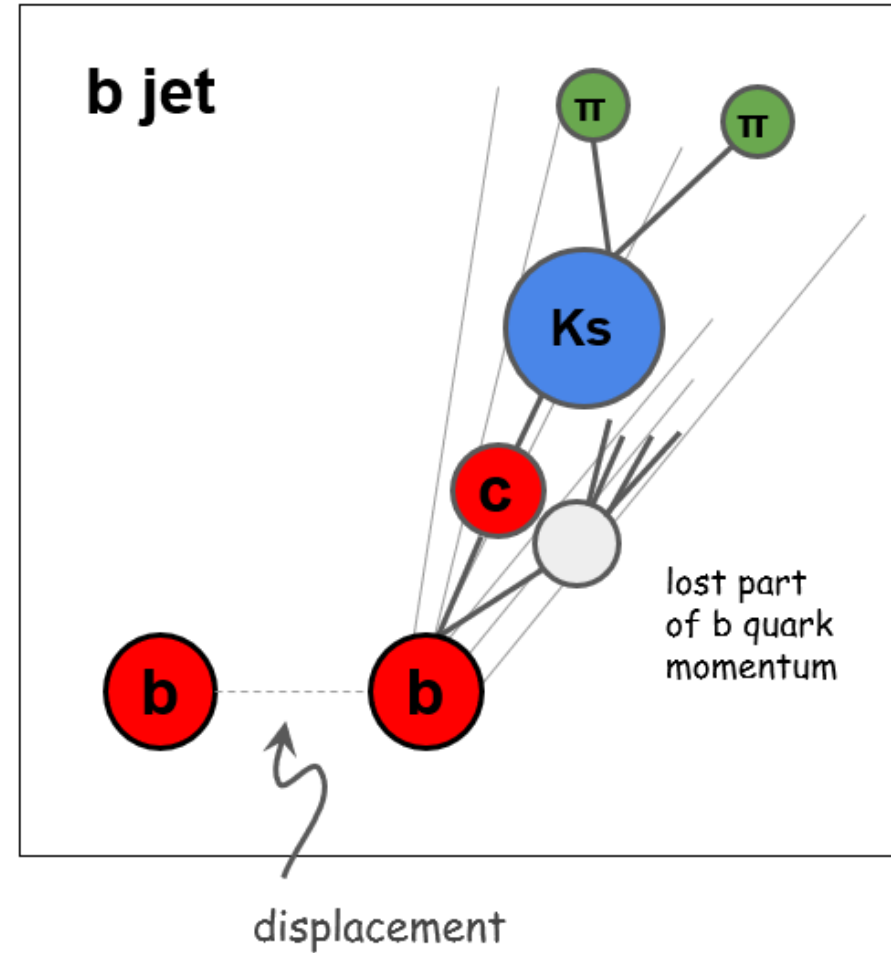 b jet
π
π
Ks
c
lost part
of b quark
momentum
b
b
displacement